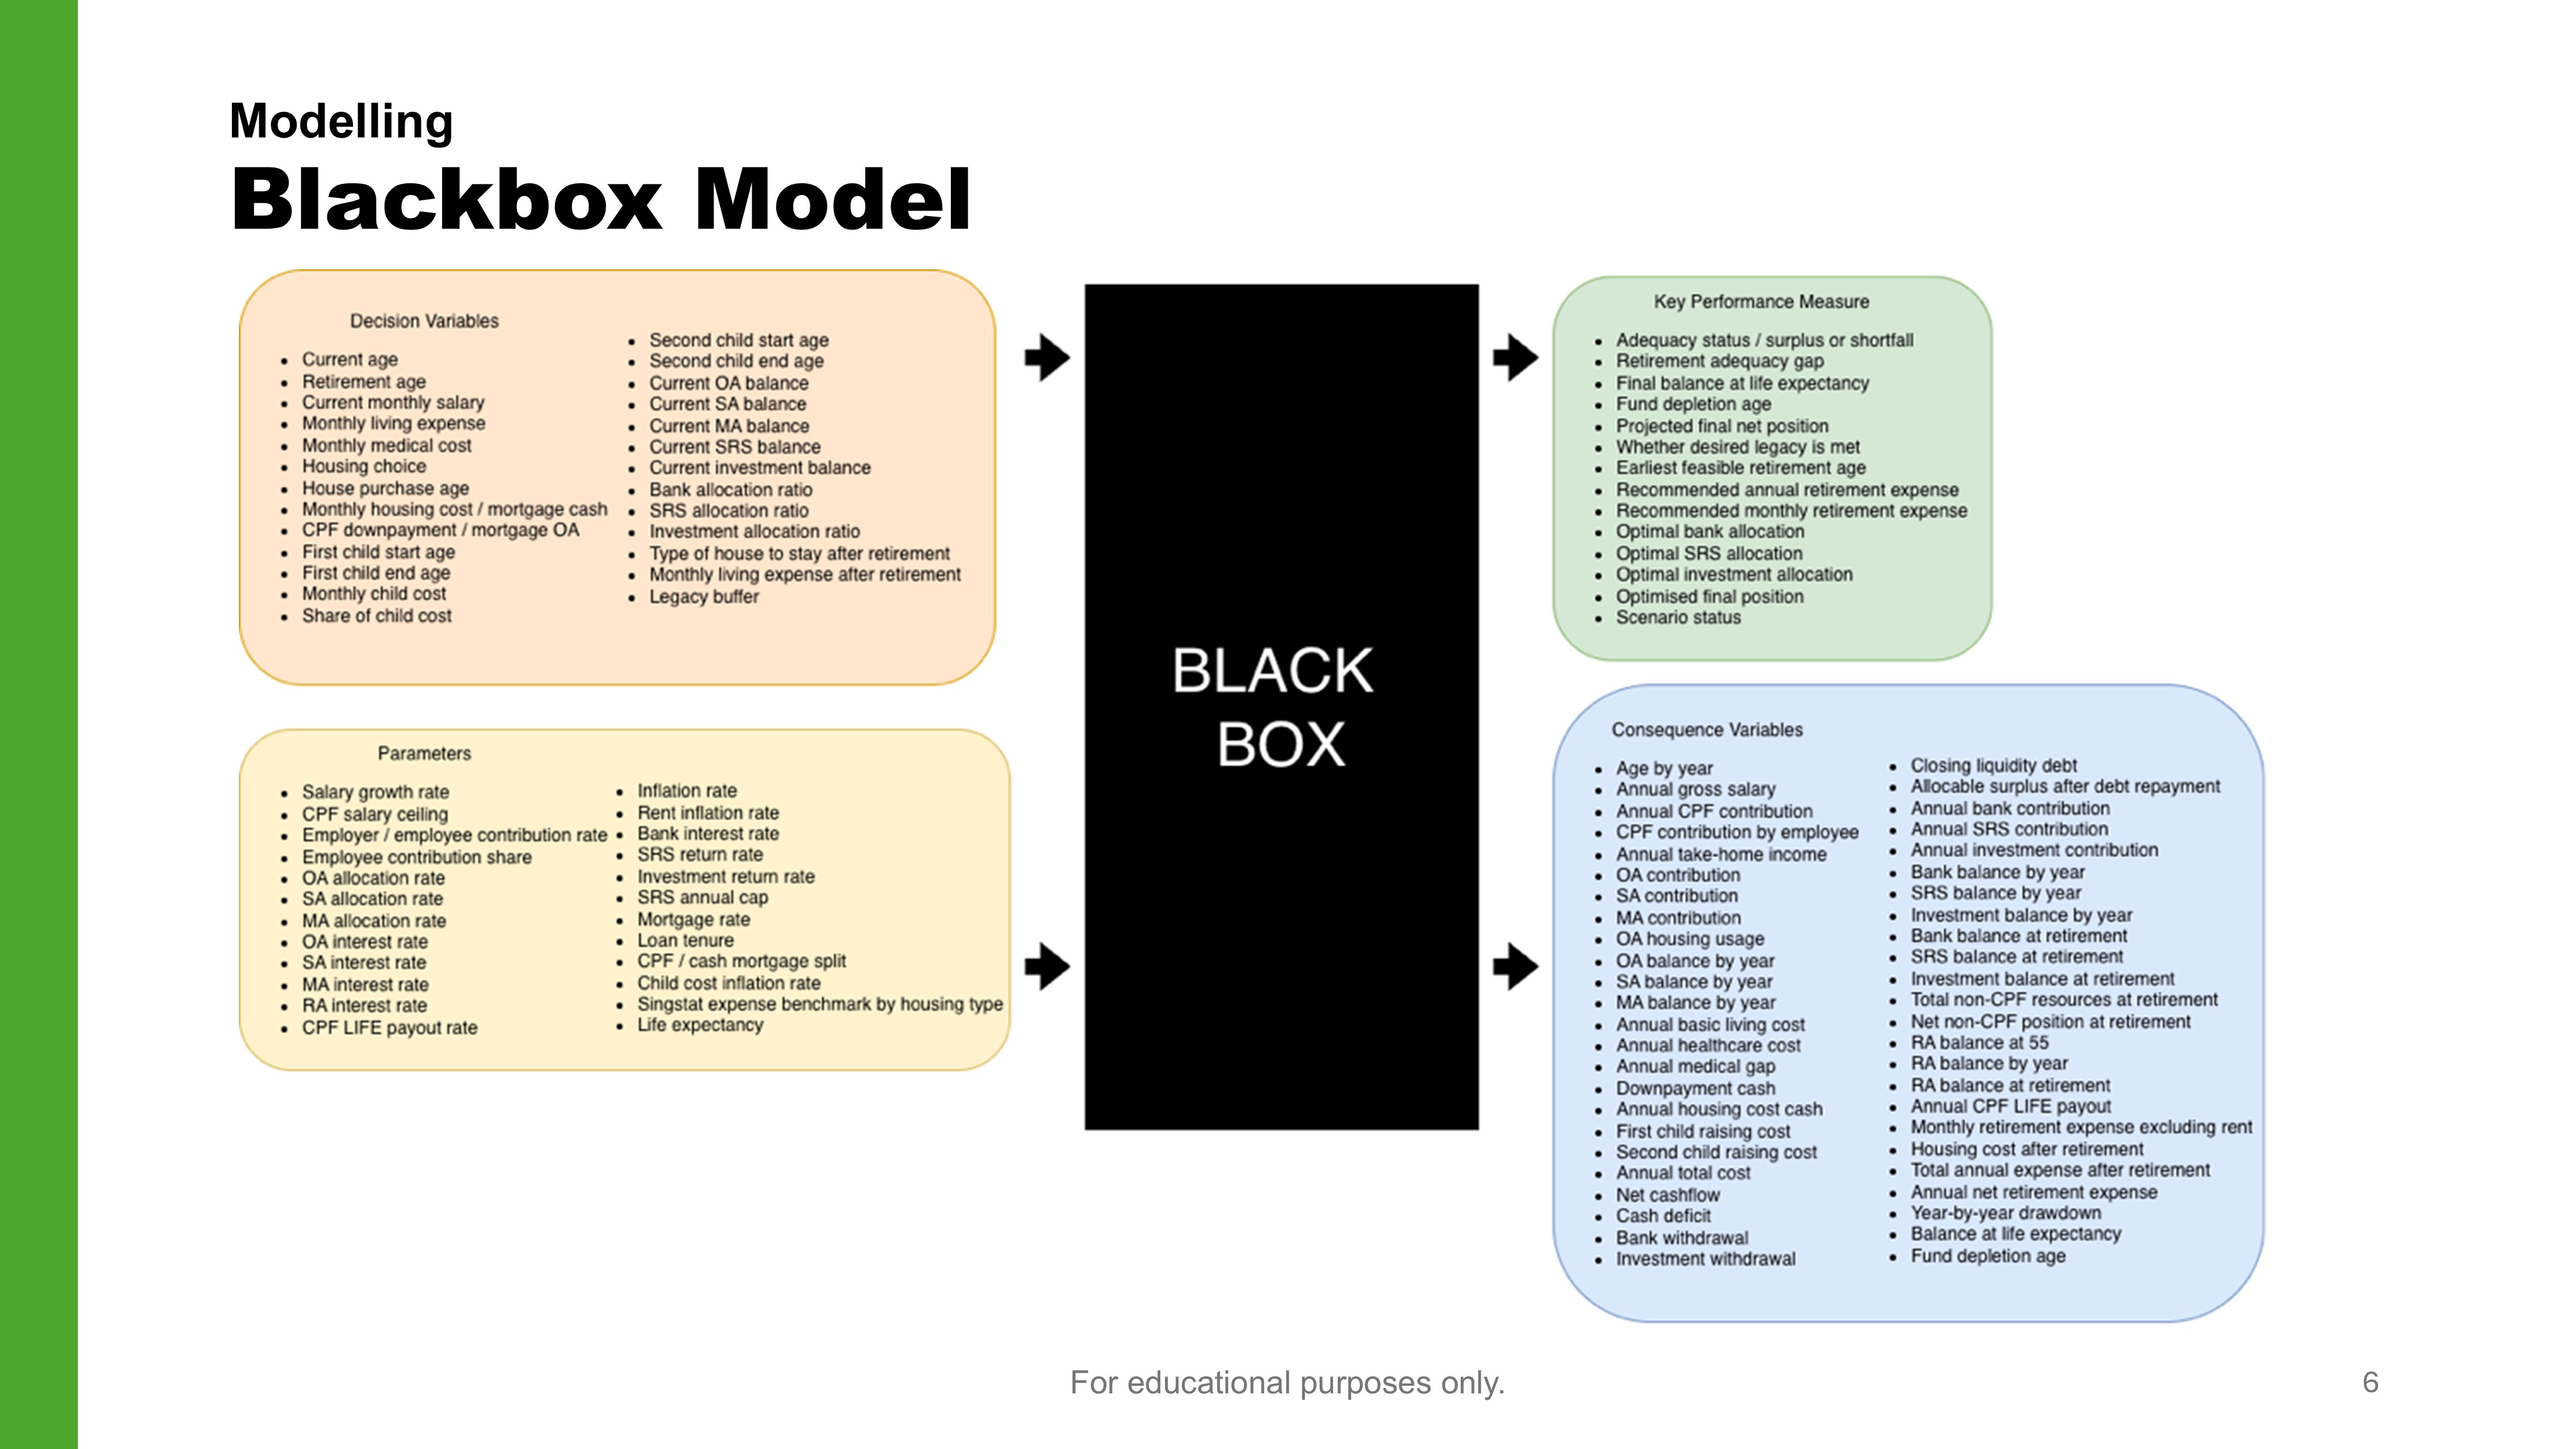 Modelling
Blackbox Model
Decision Variables
• Current age
• Retirement age
• Current monthly salary
• Monthly living expense
• Monthly medical cost
• Housing choice
• House purchase age
• Monthly housing cost / mortgage cash
• CPF downpayment / mortgage OA
• First child start age
• First child end age
• Monthly child cost
• Share of child cost
• Second child start age
• Second child end age
• Current OA balance
• Current SA balance
• Current MA balance
• Current SRS balance
• Current investment balance
• Bank allocation ratio
• SRS allocation ratio
• Investment allocation ratio
• Type of house to stay after retirement
• Monthly living expense after retirement
• Legacy buffer
Parameters
• Salary growth rate
• CPF salary ceiling
• Employer / employee contribution rate
• Employee contribution share
• OA allocation rate
• SA allocation rate
• MA allocation rate
• OA interest rate
• SA interest rate
• MA interest rate
• RA interest rate
• CPF LIFE payout rate
• Inflation rate
• Rent inflation rate
• Bank interest rate
• SRS return rate
• Investment return rate
• SRS annual cap
• Mortgage rate
• Loan tenure
• CPF / cash mortgage split
• Child cost inflation rate
• Singstat expense benchmark by housing type
• Life expectancy
BLACK
BOX
Key Performance Measure
• Adequacy status / surplus or shortfall
• Retirement adequacy gap
• Final balance at life expectancy
• Fund depletion age
• Projected final net position
• Whether desired legacy is met
• Earliest feasible retirement age
• Recommended annual retirement expense
• Recommended monthly retirement expense
• Optimal bank allocation
• Optimal SRS allocation
• Optimal investment allocation
• Optimised final position
• Scenario status
Consequence Variables
• Age by year
• Annual gross salary
• Annual CPF contribution
• CPF contribution by employee
• Annual take-home income
• OA contribution
• SA contribution
• MA contribution
• OA housing usage
• OA balance by year
• SA balance by year
• MA balance by year
• Annual basic living cost
• Annual healthcare cost
• Annual medical gap
• Downpayment cash
• Annual housing cost cash
• First child raising cost
• Second child raising cost
• Annual total cost
• Net cashflow
• Cash deficit
• Bank withdrawal
• Investment withdrawal
• Closing liquidity debt
• Allocable surplus after debt repayment
• Annual bank contribution
• Annual SRS contribution
• Annual investment contribution
• Bank balance by year
• SRS balance by year
• Investment balance by year
• Bank balance at retirement
• SRS balance at retirement
• Investment balance at retirement
• Total non-CPF resources at retirement
• Net non-CPF position at retirement
• RA balance at 55
• RA balance by year
• RA balance at retirement
• Annual CPF LIFE payout
• Monthly retirement expense excluding rent
• Housing cost after retirement
• Total annual expense after retirement
• Annual net retirement expense
• Year-by-year drawdown
• Balance at life expectancy
• Fund depletion age
For educational purposes only.
6